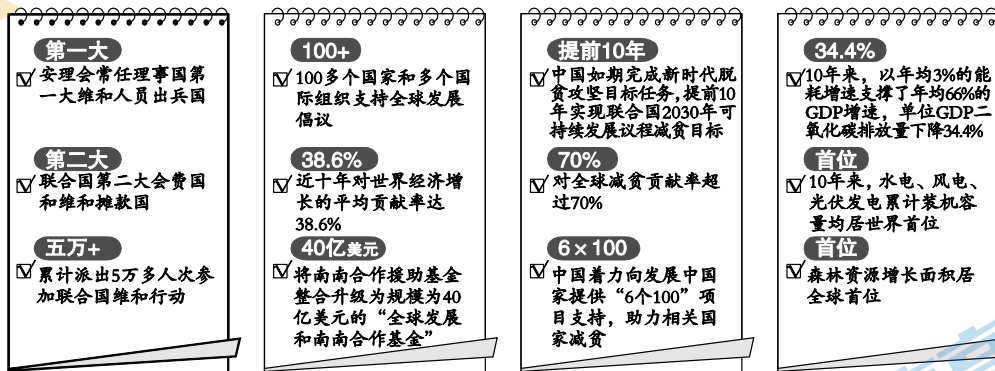 第一大
安理会常任理事国第
一大维和人员出兵国
第二大
联合国第二大会费国
和维和摊款国
五万+
累计派出5万多人次参
加联合国维和行动
100+
100多个国家和多个国
际组织支持全球发展
倡议
38.6%
近十年对世界经济增
长的平均贡献率达
38.6%
40亿美元
将南南合作援助基金
整合升级为规模为40
亿美元的“全球发展
和南南合作基金”
提前10年
中国如期完成新时代脱
贫攻坚目标任务,提前10
年实现联合国2030年可
持续发展议程减贫目标
70%
对全球减贫贡献率超
过70%
6×100
中国着力向发展中国
家提供“6个100”项
目支持，助力相关国
家减贫
34.4%
10年来，以年均3%的能
耗增速支撑了年均66%的
GDP增速，单位GDP二
氧化碳排放量下降34.4%
首位
10年来，水电、风电、
光伏发电累计装机容
量均居世界首位
首位
森林资源增长面积居
全球首位